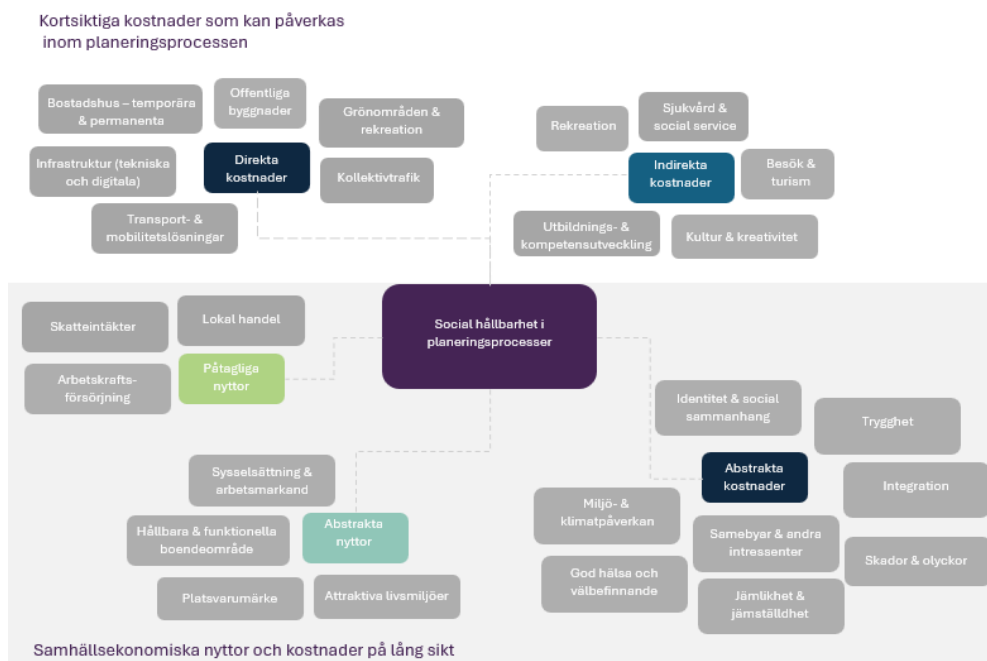 Kortsiktiga kostnader som kan påverkas
inom planeringsprocessen
Bostadshus – temporära
& permanenta
Offentliga
byggnader
Grönområden &
rekreation
Infrastruktur (tekniska
och digitala)
Direkta
kostnader
Kollektivtrafik
Transport- &
mobilitetslösningar
Rekreation
Sjukvård &
social service
Indirekta
kostnader
Besök &
turism
Utbildnings- &
kompetensutveckling
Kultur & kreativitet
Social hållbarhet i
planeringsprocesser
Skatteintäkter
Lokal handel
Arbetskrafts-
försörjning
Påtagliga
nyttor
Sysselsättning &
arbetsmarkand
Hållbara & funktionella
boendeområde
Abstrakta
nyttor
Platsvarumärke
Attraktiva livsmiljöer
Identitet & social
sammanhang
Trygghet
Abstrakta
kostnader
Integration
Miljö- &
klimatpåverkan
Samebyar & andra
intressenter
Skador & olyckor
God hälsa och
välbefinnande
Jämlikhet &
jämställdhet
Samhällsekonomiska nyttor och kostnader på lång sikt